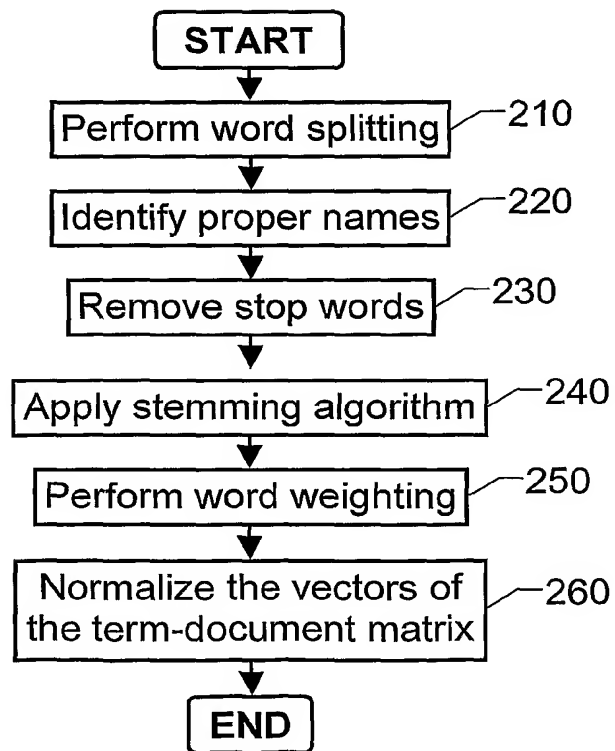 START
Perform word splitting
210
Identify proper names
220
Remove stop words
230
Apply stemming algorithm
240
Perform word weighting
250
Normalize the vectors of
the term-document matrix
260
END